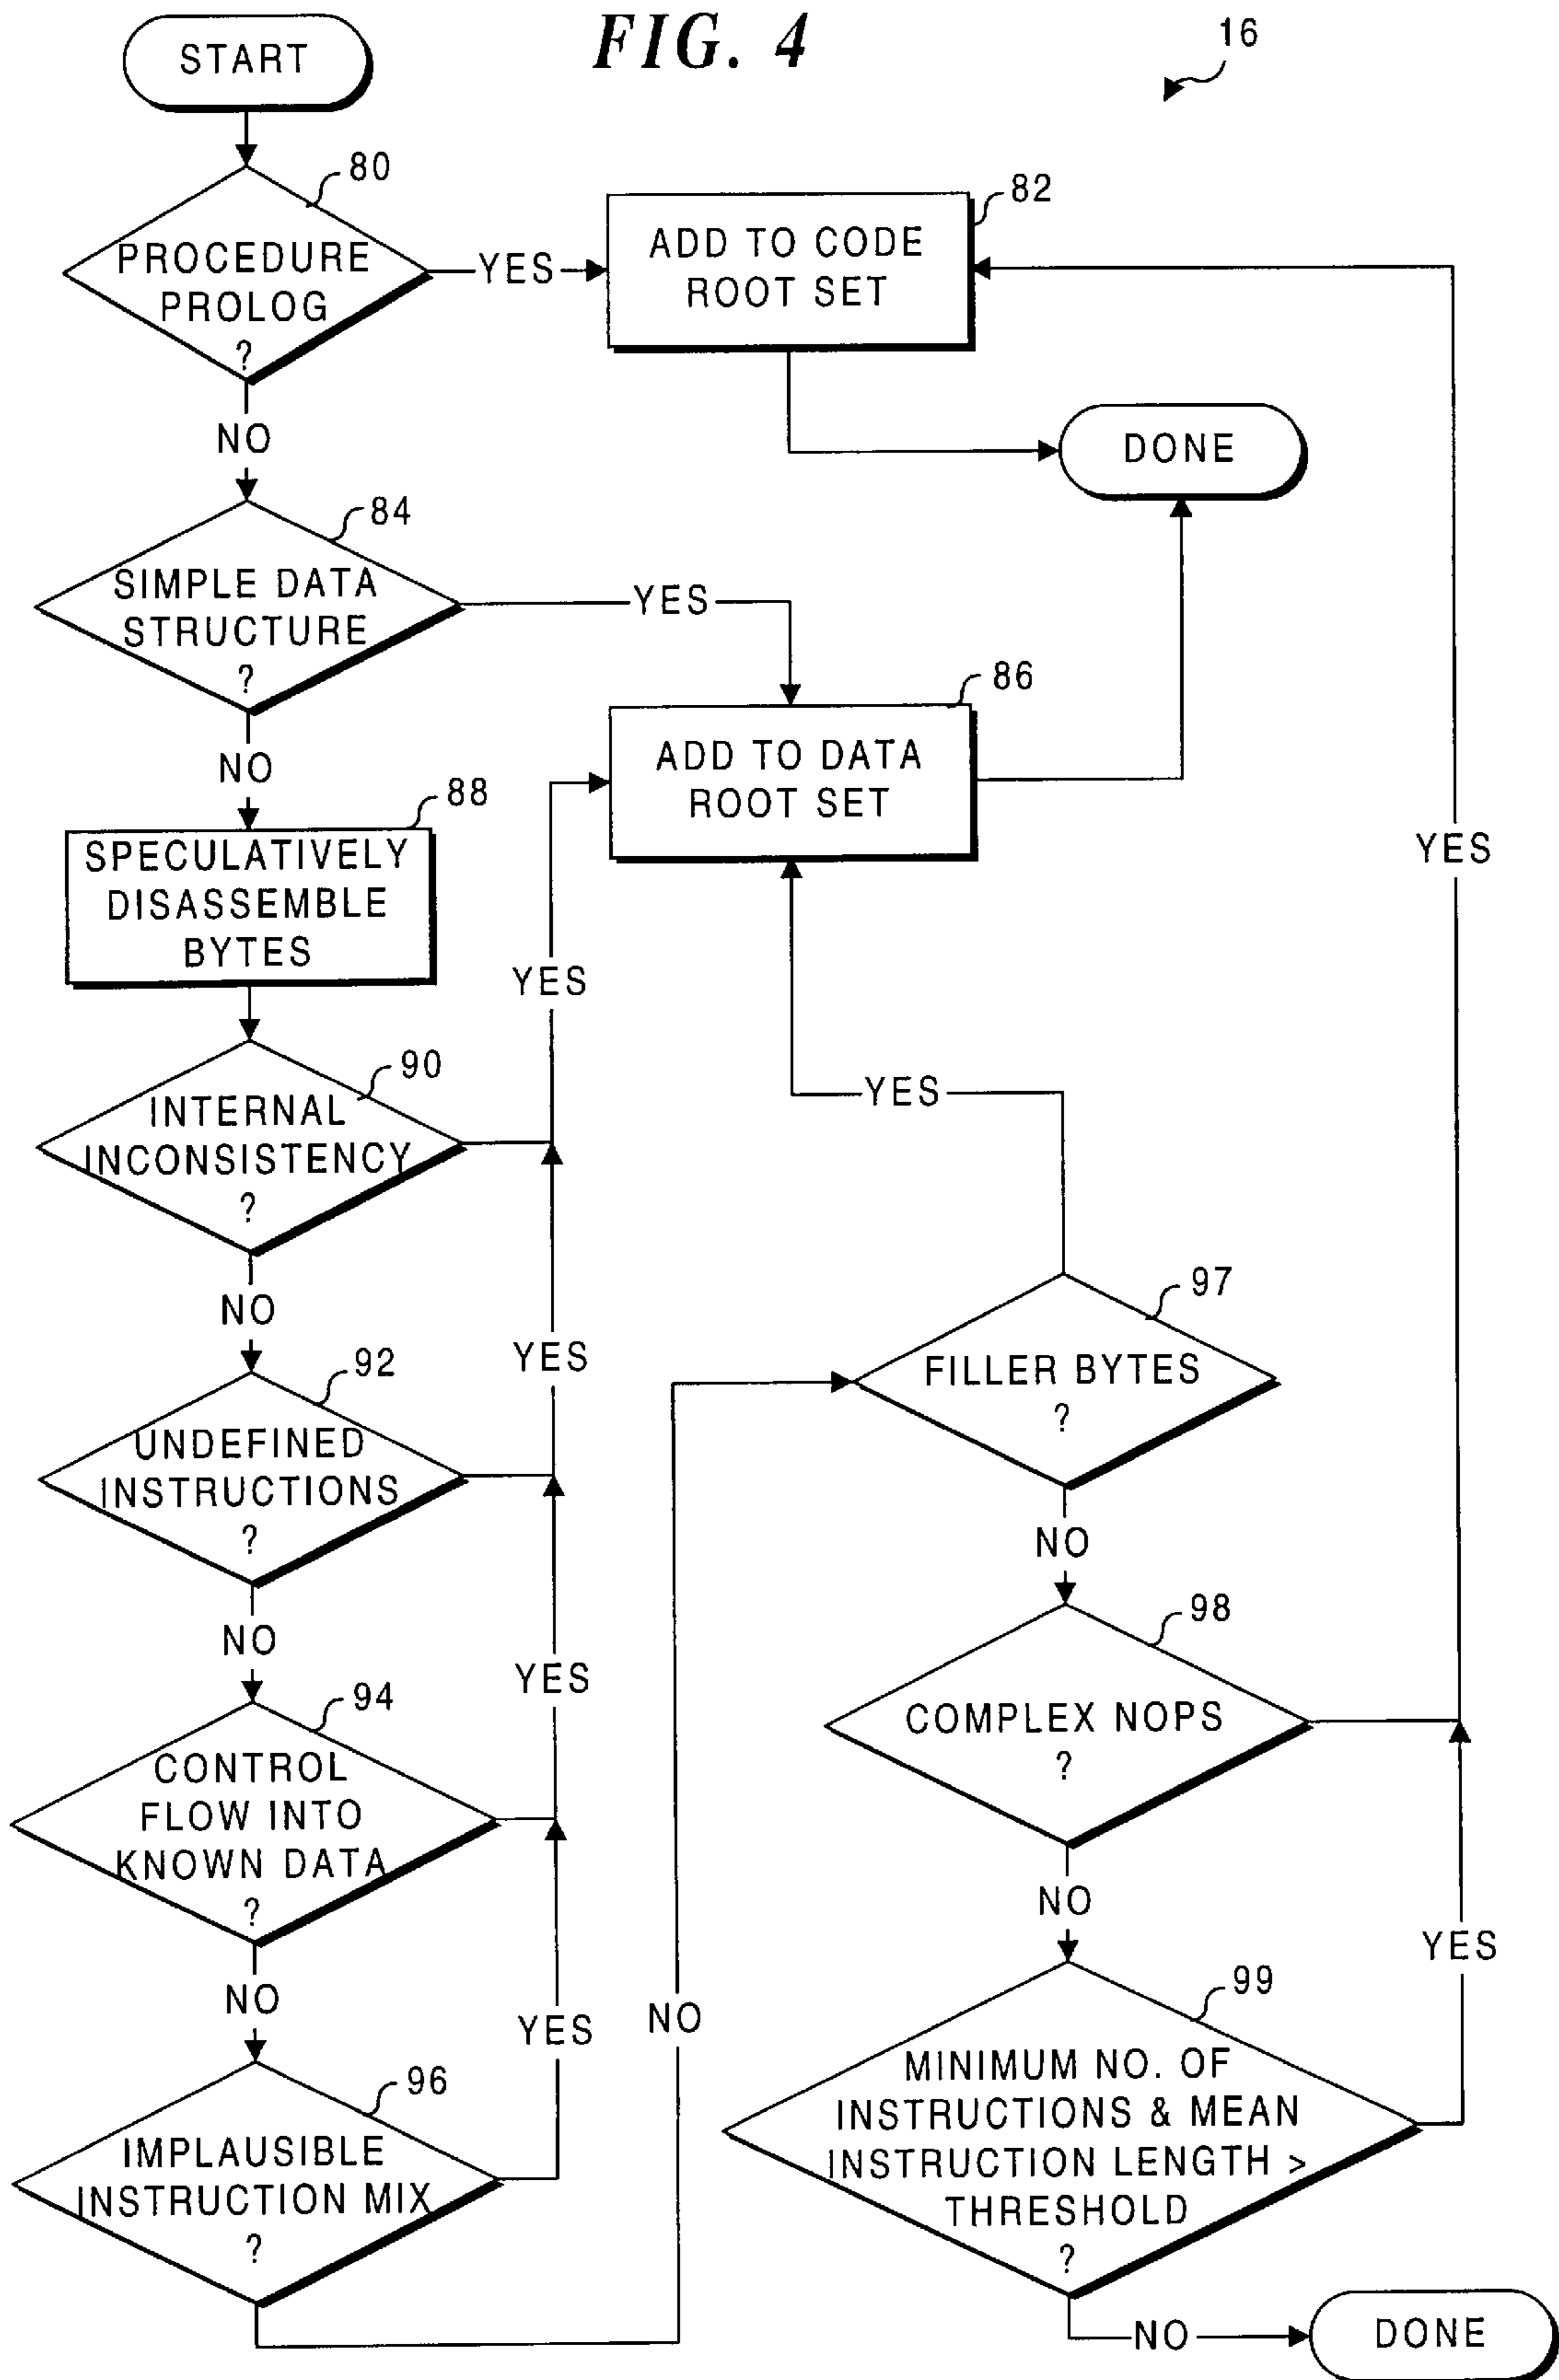 FIG. 4
16
START
80
PROCEDURE
PROLOG
?
YES
82
ADD TO CODE
ROOT SET
NO
DONE
84
SIMPLE DATA
STRUCTURE
?
YES
86
ADD TO DATA
ROOT SET
NO
88
SPECULATIVELY
DISASSEMBLE
BYTES
YES
YES
90
INTERNAL
INCONSISTENCY
?
YES
NO
92
UNDEFINED
INSTRUCTIONS
?
YES
NO
94
CONTROL
FLOW INTO
KNOWN DATA
?
YES
NO
96
IMPLAUSIBLE
INSTRUCTION MIX
?
YES
NO
97
FILLER BYTES
?
NO
98
COMPLEX NOPS
?
NO
YES
99
MINIMUM NO. OF
INSTRUCTIONS & MEAN
INSTRUCTION LENGTH >
THRESHOLD
?
NO
DONE